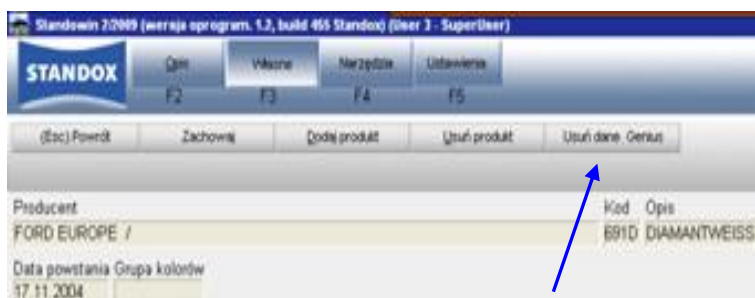 Standowin 2/2009 (wersja oprogram. 1.2, build 455 Standox) (User 3 - SuperUser)
STANDOX Opis Własne Narzędzia Ustawienia
F2 F3 F4 F5
(Esc) Powrót Zachowaj Dodaj produkt Usuń produkt Usuń dane Genius
Producent Kod Opis
FORD EUROPE / 691D DIAMANTWEISS
Data powstania Grupa kolorów
17.11.2004